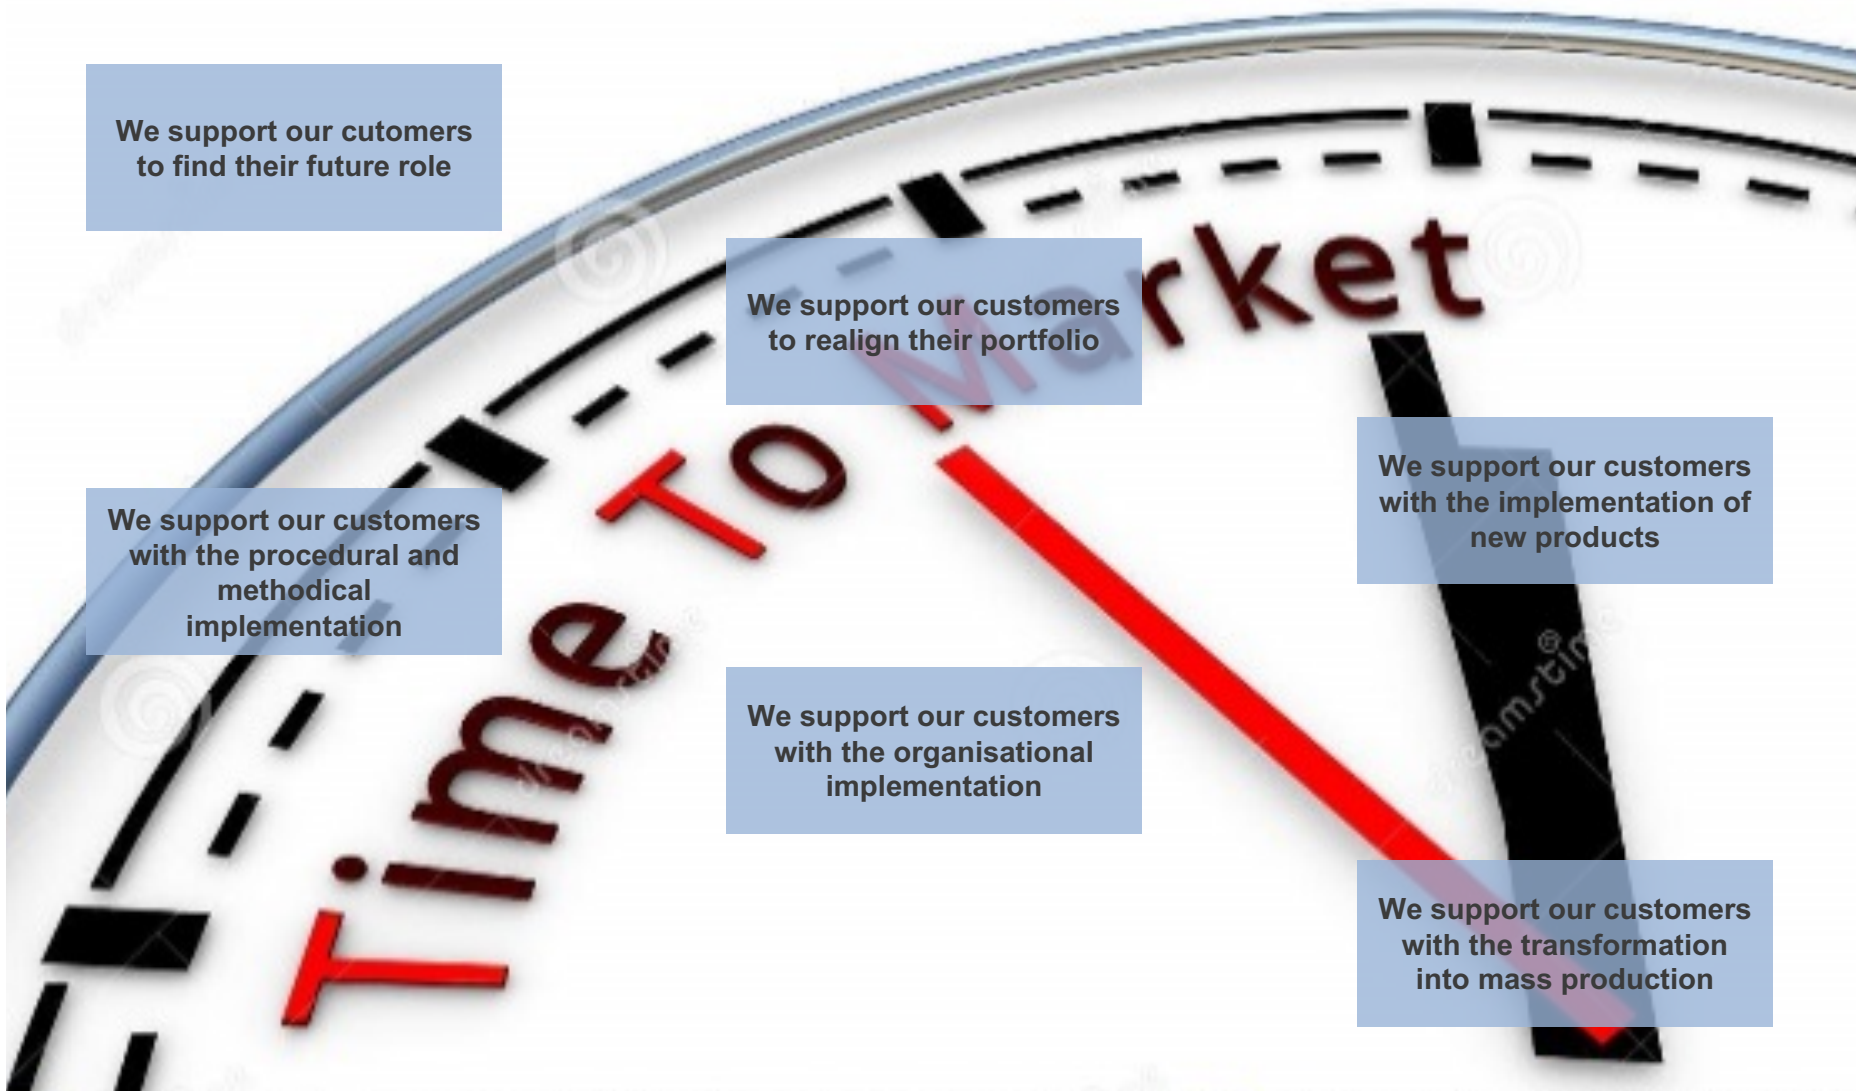 We support our cutomers
to find their future role
We support our customers
to realign their portfolio
We support our customers
with the implementation of
new products
We support our customers
with the procedural and
methodical
implementation
We support our customers
with the organisational
implementation
We support our customers
with the transformation
into mass production
Time To Market
dreamstime